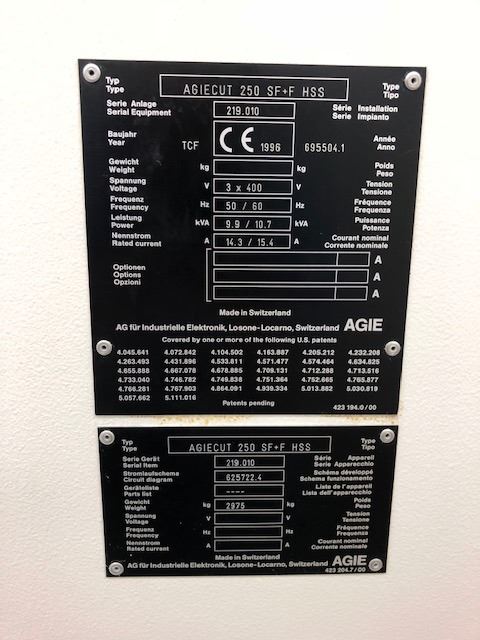 Typ AGIECUT 250 SF+F HSS Type
Type Tipo
Serie Anlage 219.010 Série Installation
Serial Equipment Serie Impianto
Baujahr Année
Year TCF CE 1996 695504.1 Anno
Gewicht kg kg Poids
Weight Peso
Spannung V 3 x 400 V Tension
Voltage Tensione
Frequenz Hz 50 / 60 Hz Fréquence
Frequency Frequenza
Leistung kVA 9.9 / 10.7 kVA Puissance
Power Potenza
Nennstrom A 14.3 / 15.4 A Courant nominal
Rated current Corrente nominale
Optionen A
Options A
Opzioni A
Made in Switzerland
AG für Industrielle Elektronik, Losone-Locarno, Switzerland AGIE
Covered by one or more of the following U.S. patents
4.045.641 4.072.842 4.104.502 4.163.887 4.205.212 4.232.208
4.263.493 4.431.896 4.533.811 4.571.477 4.574.464 4.634.825
4.655.888 4.667.078 4.678.885 4.709.131 4.712.288 4.713.516
4.733.040 4.746.782 4.749.838 4.751.364 4.752.665 4.765.877
4.766.281 4.767.903 4.864.091 4.939.334 5.013.882 5.030.819
5.057.662 5.111.016
Patents pending
423 194.0 / 00
Typ AGIECUT 250 SF+F HSS Type
Type Tipo
Serie Gerät 219.010 Série Appareil
Serial Item Serie Apparecchio
Stromlaufschema 625722.4 Schéma développé
Circuit diagram Schema funzionamento
Geräteliste ---- Liste de l'appareil
Parts list Lista dell'apparecchio
Gewicht kg 2975 kg Poids
Weight Peso
Spannung V V Tension
Voltage Tensione
Frequenz Hz Hz Fréquence
Frequency Frequenza
Nennstrom A A Courant nominal
Rated current Corrente nominale
Made in Switzerland
AG für Industrielle Elektronik, Losone-Locarno, Switzerland AGIE
423 204.7 / 00